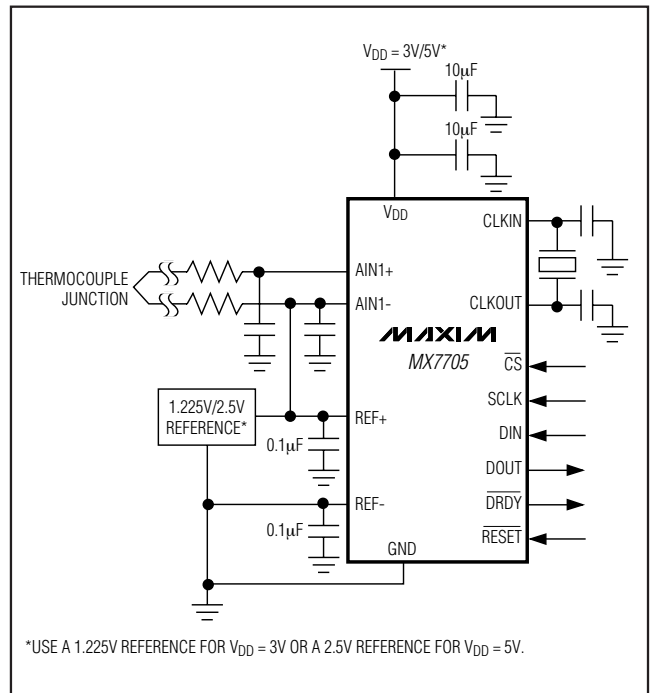 V_DD = 3V/5V*
10µF
10µF
V_DD
CLKIN
THERMOCOUPLE
JUNCTION
AIN1+
AIN1-
CLKOUT
MAXIM
MX7705
CS
SCLK
1.225V/2.5V
REFERENCE*
REF+
DIN
0.1µF
DOUT
REF-
DRDY
0.1µF
RESET
GND
*USE A 1.225V REFERENCE FOR V_DD = 3V OR A 2.5V REFERENCE FOR V_DD = 5V.